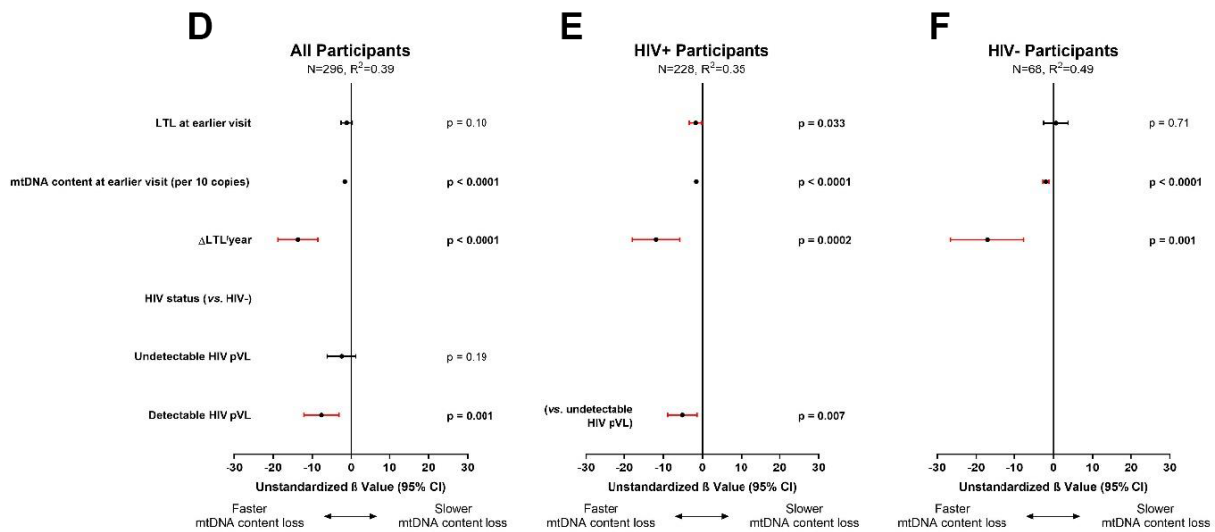 D
All Participants
N=296, R²=0.39
E
HIV+ Participants
N=228, R²=0.35
F
HIV- Participants
N=68, R²=0.49
LTL at earlier visit
p = 0.10
p = 0.033
p = 0.71
mtDNA content at earlier visit (per 10 copies)
p < 0.0001
p < 0.0001
p < 0.0001
ΔLTL/year
p < 0.0001
p = 0.0002
p = 0.001
HIV status (vs. HIV-)
Undetectable HIV pVL
p = 0.19
Detectable HIV pVL
p = 0.001
(vs. undetectable
HIV pVL)
p = 0.007
-30 -20 -10 0 10 20 30
-30 -20 -10 0 10 20 30
-30 -20 -10 0 10 20 30
Unstandardized ß Value (95% CI)
Unstandardized ß Value (95% CI)
Unstandardized ß Value (95% CI)
Faster
mtDNA content loss
Slower
mtDNA content loss
Faster
mtDNA content loss
Slower
mtDNA content loss
Faster
mtDNA content loss
Slower
mtDNA content loss